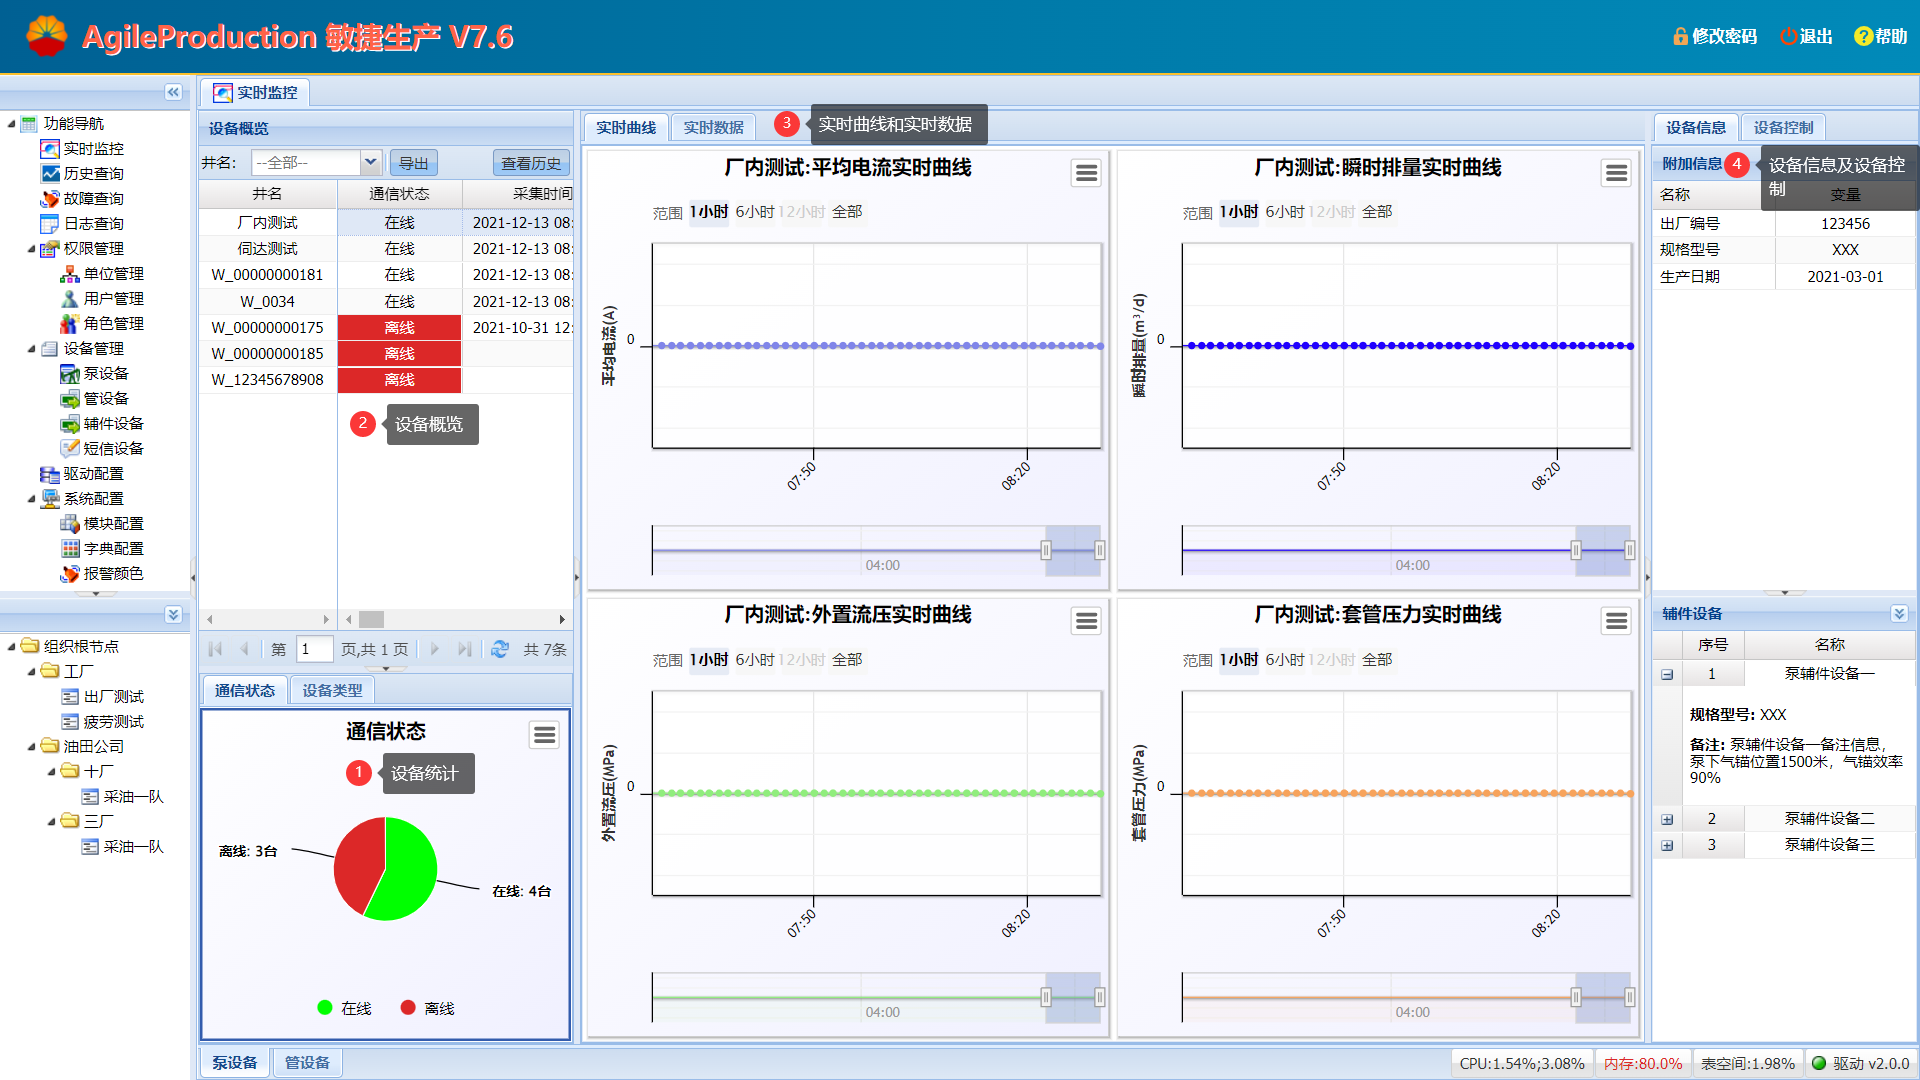 AgileProduction 敏捷生产 V7.6
修改密码
退出
帮助
功能导航
实时监控
历史查询
故障查询
日志查询
权限管理
单位管理
用户管理
角色管理
设备管理
泵设备
管设备
辅件设备
短信设备
驱动配置
系统配置
模块配置
字典配置
报警颜色
组织根节点
工厂
出厂测试
疲劳测试
油田公司
十厂
采油一队
三厂
采油一队
实时监控
设备概览
井名: --全部-- 导出 查看历史
井名 通信状态 采集时间
厂内测试 在线 2021-12-13 08:
伺达测试 在线 2021-12-13 08:
W_00000000181 在线 2021-12-13 08:
W_0034 在线 2021-12-13 08:
W_00000000175 离线 2021-10-31 12:
W_00000000185 离线
W_12345678908 离线
2 设备概览
第 1 页,共 1 页 共 7条
通信状态 设备类型
通信状态
1 设备统计
离线: 3台
在线: 4台
在线 离线
泵设备 管设备
实时曲线 实时数据
3 实时曲线和实时数据
厂内测试:平均电流实时曲线
范围 1小时 6小时 12小时 全部
平均电流(A)
0
07:50 08:20
04:00
厂内测试:瞬时排量实时曲线
范围 1小时 6小时 12小时 全部
瞬时排量(m³/d)
0
07:50 08:20
04:00
厂内测试:外置流压实时曲线
范围 1小时 6小时 12小时 全部
外置流压(MPa)
0
07:50 08:20
04:00
厂内测试:套管压力实时曲线
范围 1小时 6小时 12小时 全部
套管压力(MPa)
0
07:50 08:20
04:00
设备信息 设备控制
附加信息
4 设备信息及设备控
制
名称 变量
出厂编号 123456
规格型号 XXX
生产日期 2021-03-01
辅件设备
序号 名称
1 泵辅件设备一
规格型号: XXX
备注: 泵辅件设备一备注信息,
泵下气锚位置1500米，气锚效率
90%
2 泵辅件设备二
3 泵辅件设备三
CPU:1.54%;3.08% 内存:80.0% 表空间:1.98% 驱动 v2.0.0